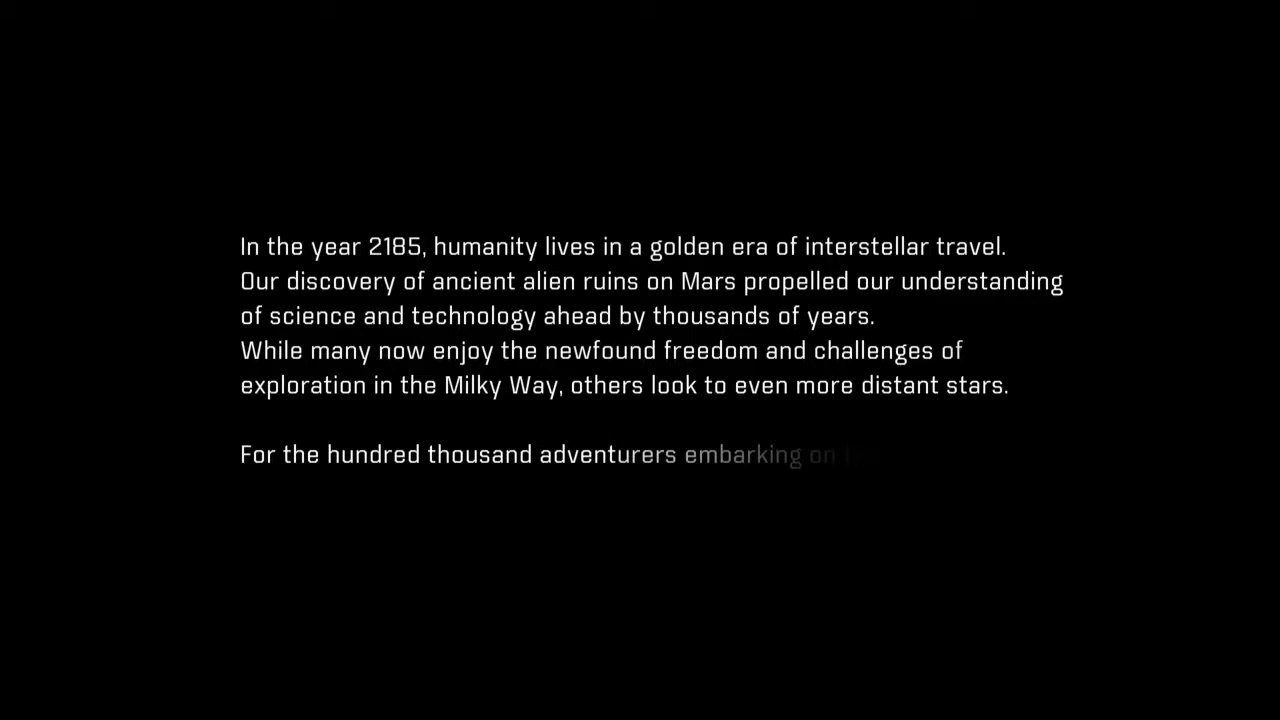 In the year 2185, humanity lives in a golden era of interstellar travel.
Our discovery of ancient alien ruins on Mars propelled our understanding
of science and technology ahead by thousands of years.
While many now enjoy the newfound freedom and challenges of
exploration in the Milky Way, others look to even more distant stars.
For the hundred thousand adventurers embarking on